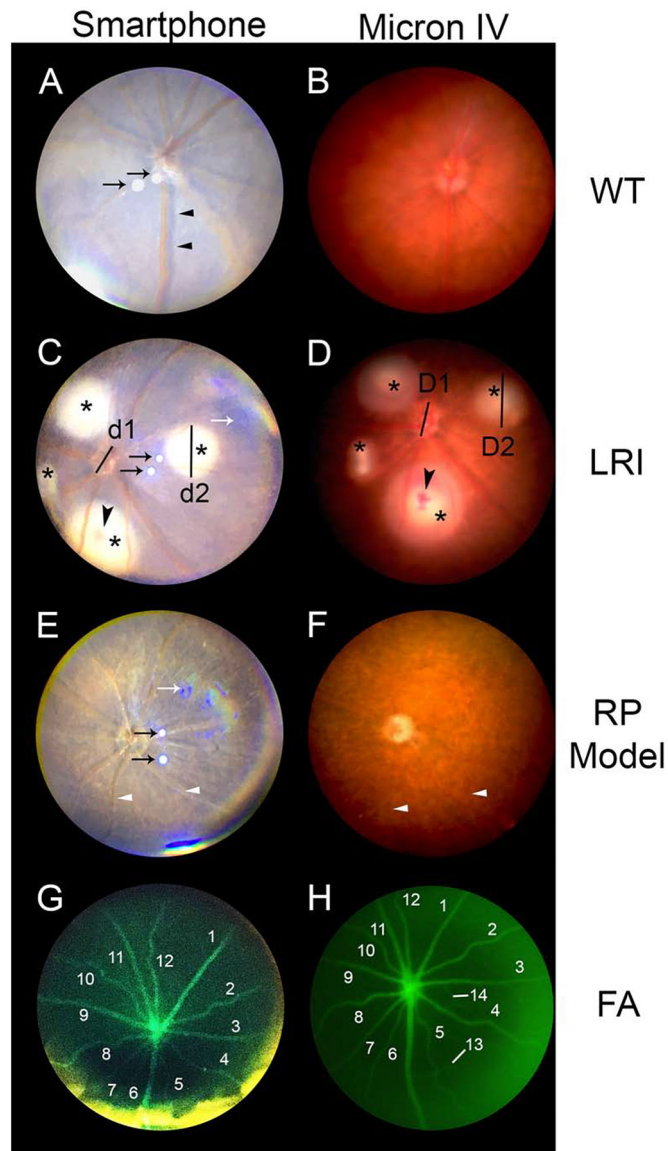 Smartphone Micron IV
A B
WT
C D
* * * *
d1 D1
* * * *
d2 D2
* *
LRI
E F
RP
Model
G H
12 1
11 12 1 11 2
10 2 10
9 3 9 3
14
8 4 8 4
5 13
7 6 5 7 6
FA